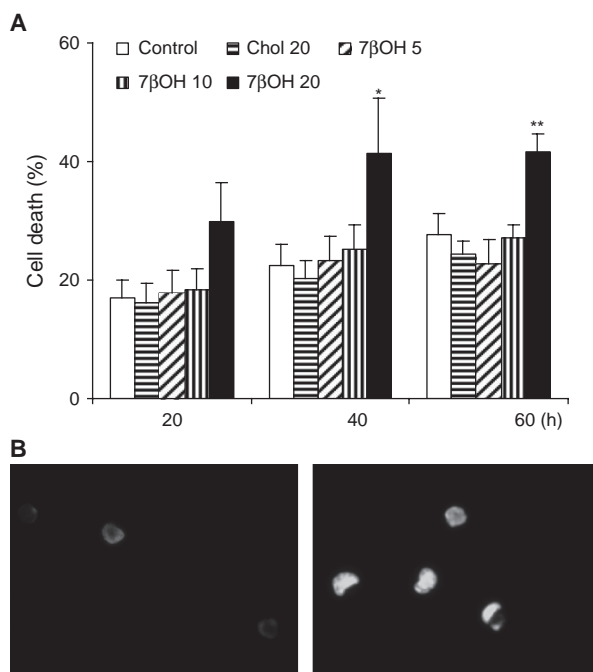 A
60
Control Chol 20 7βOH 5
7βOH 10 7βOH 20
*
**
40
Cell death (%)
20
0
20 40 60 (h)
B